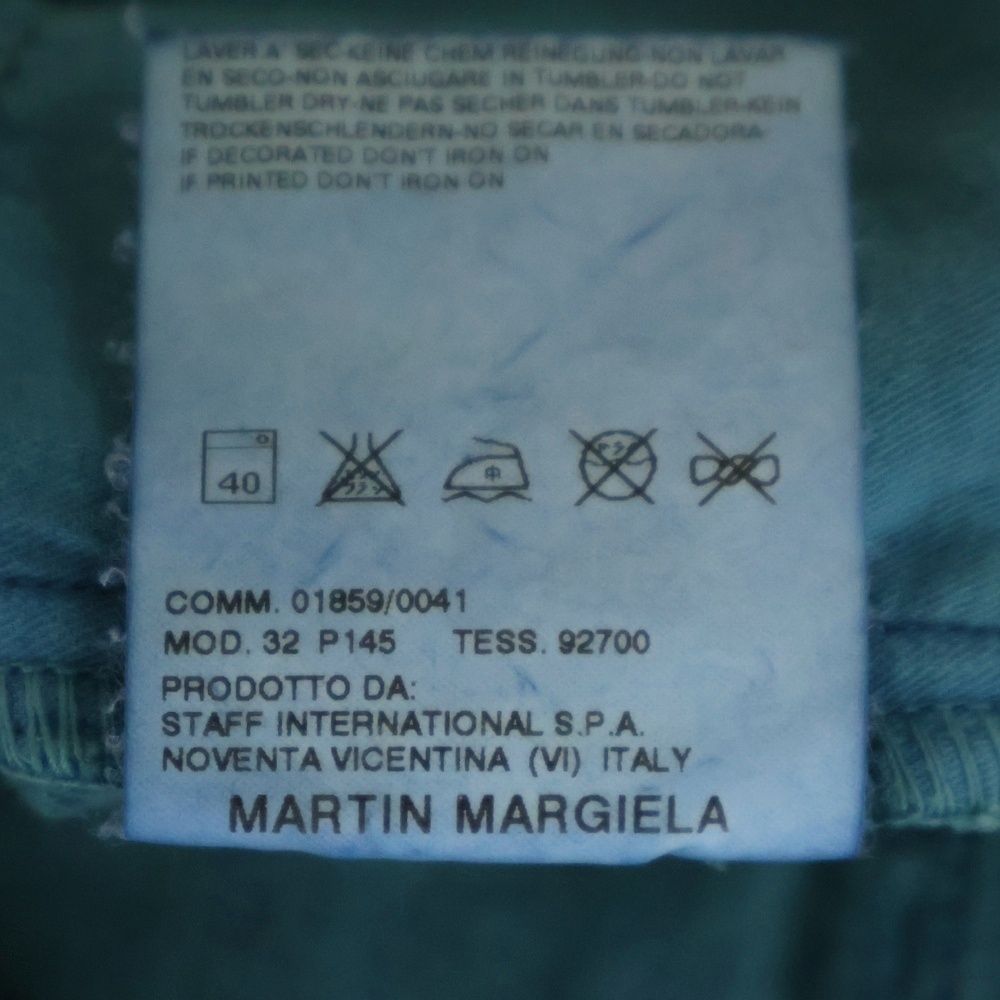 LAVER A' SEC-KEINE CHEM.REINEGUNG-NON LAVAR
EN SECO-NON ASCIUGARE IN TUMBLER-DO NOT
TUMBLER DRY-NE PAS SECHER DANS TUMBLER-KEIN
TROCKENSCHLENDERN-NO SECAR EN SECADORA
IF DECORATED DON'T IRON ON
IF PRINTED DON'T IRON ON
40
COMM. 01859/0041
MOD. 32 P145 TESS. 92700
PRODOTTO DA:
STAFF INTERNATIONAL S.P.A.
NOVENTA VICENTINA (VI) ITALY
MARTIN MARGIELA